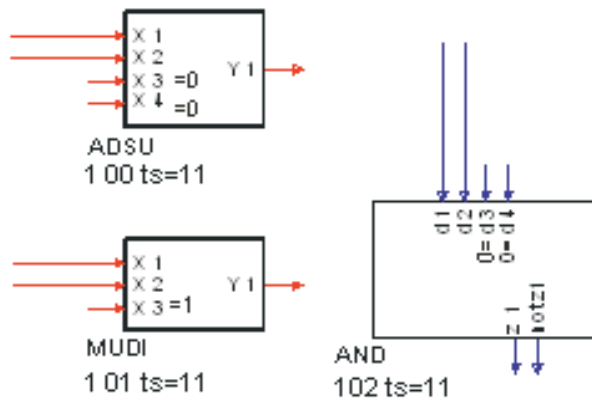 X 1
X 2
X 3 =0
X 4 =0
Y 1
ADSU
1 00 ts=11
X 1
X 2
X 3 =1
Y 1
MUDI
1 01 ts=11
d1
d2
0=d3
0=d4
z 1
notz1
AND
102 ts=11